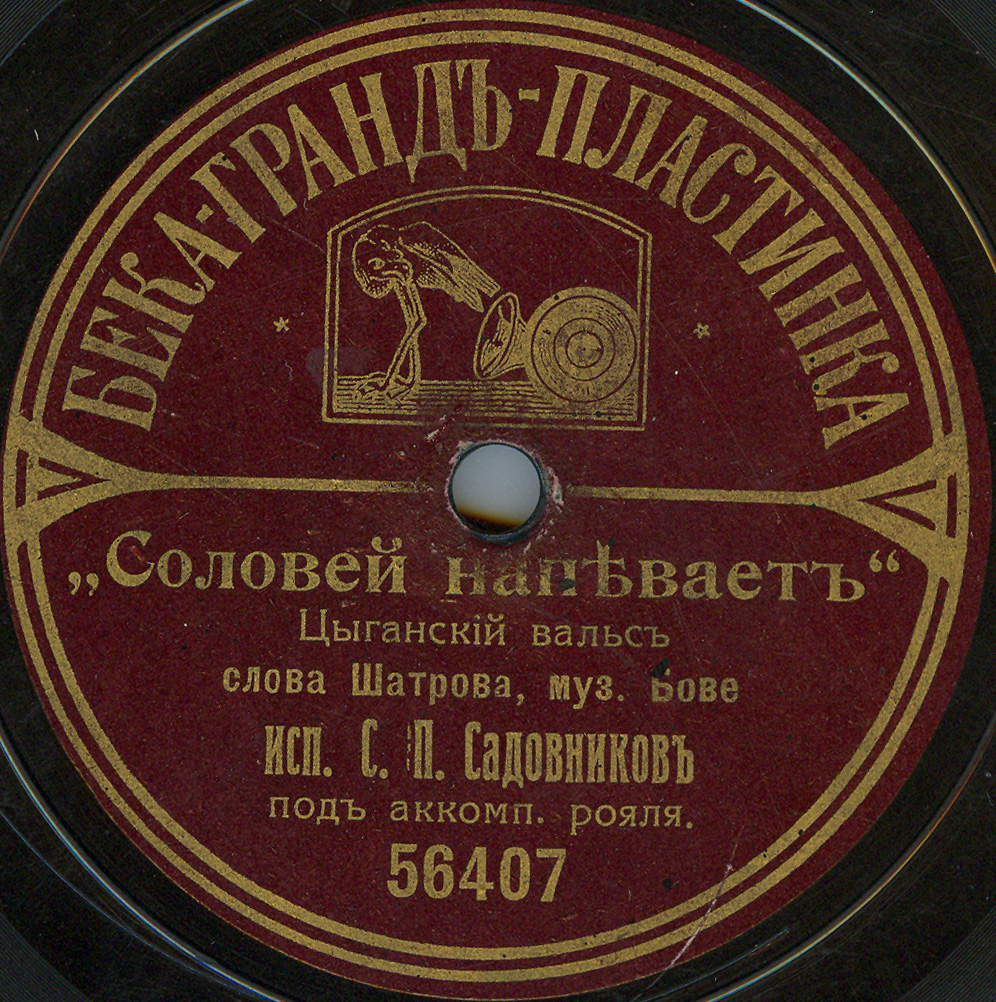 БЕКА-ГРАНДЪ-ПЛАСТИНКА
„Соловей напѣваетъ“
Цыганскій вальсъ
слова Шатрова, муз. Бове
исп. С. П. Садовниковъ
подъ аккомп. рояля.
56407